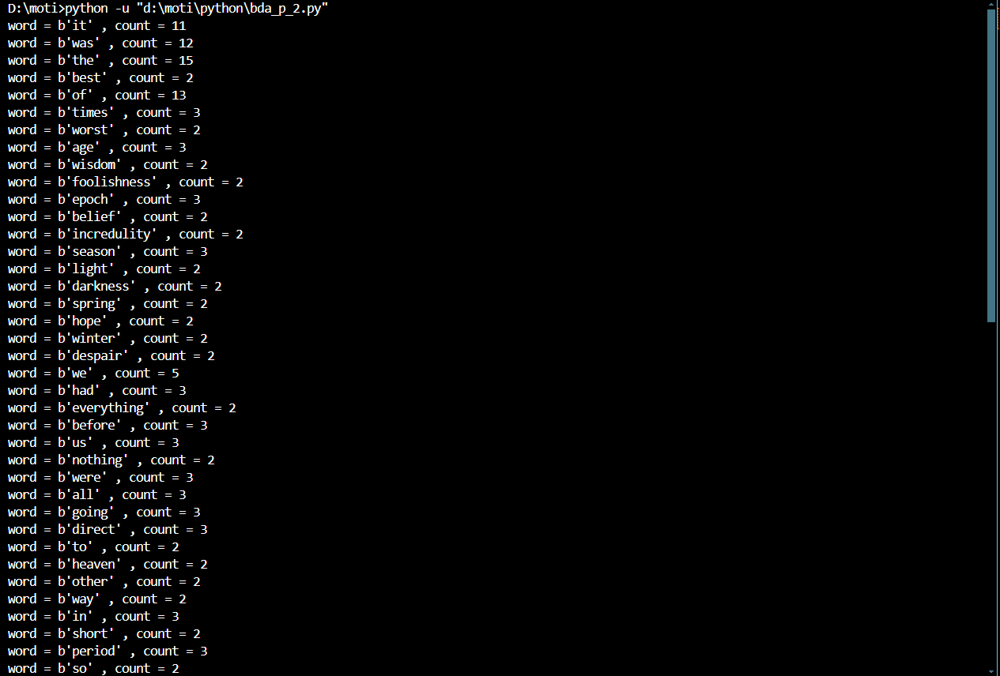 D:\moti>python -u "d:\moti\python\bda_p_2.py"
word = b'it' , count = 11
word = b'was' , count = 12
word = b'the' , count = 15
word = b'best' , count = 2
word = b'of' , count = 13
word = b'times' , count = 3
word = b'worst' , count = 2
word = b'age' , count = 3
word = b'wisdom' , count = 2
word = b'foolishness' , count = 2
word = b'epoch' , count = 3
word = b'belief' , count = 2
word = b'incredulity' , count = 2
word = b'season' , count = 3
word = b'light' , count = 2
word = b'darkness' , count = 2
word = b'spring' , count = 2
word = b'hope' , count = 2
word = b'winter' , count = 2
word = b'despair' , count = 2
word = b'we' , count = 5
word = b'had' , count = 3
word = b'everything' , count = 2
word = b'before' , count = 3
word = b'us' , count = 3
word = b'nothing' , count = 2
word = b'were' , count = 3
word = b'all' , count = 3
word = b'going' , count = 3
word = b'direct' , count = 3
word = b'to' , count = 2
word = b'heaven' , count = 2
word = b'other' , count = 2
word = b'way' , count = 2
word = b'in' , count = 3
word = b'short' , count = 2
word = b'period' , count = 3
word = b'so' , count = 2